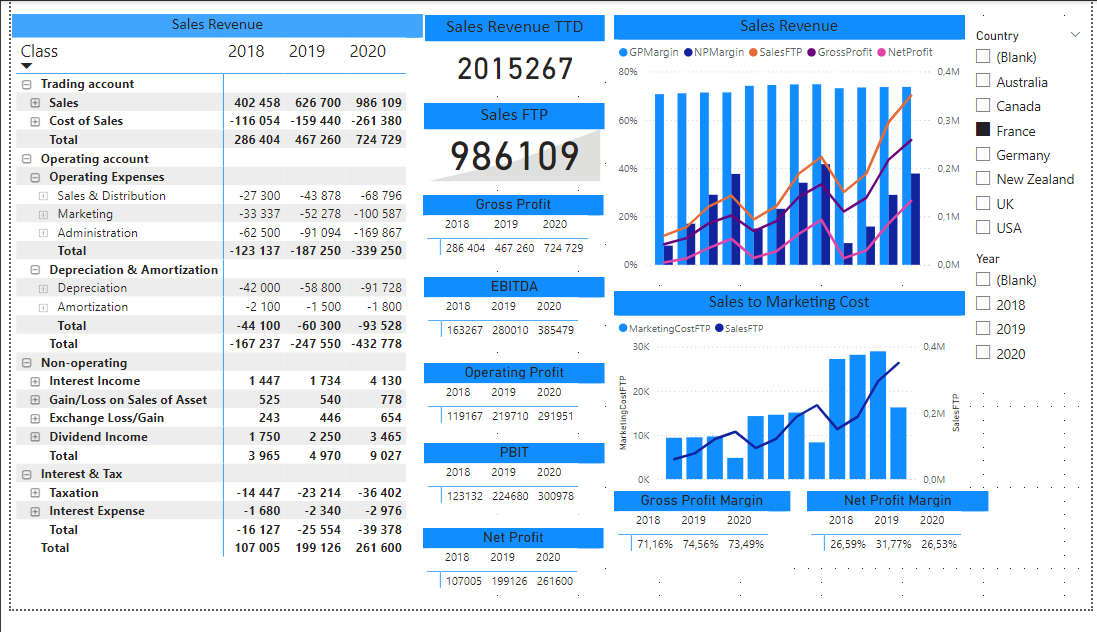 Sales Revenue
Class 2018 2019 2020
Trading account
Sales 402 458 626 700 986 109
Cost of Sales -116 054 -159 440 -261 380
Total 286 404 467 260 724 729
Operating account
Operating Expenses
Sales & Distribution -27 300 -43 878 -68 796
Marketing -33 337 -52 278 -100 587
Administration -62 500 -91 094 -169 867
Total -123 137 -187 250 -339 250
Depreciation & Amortization
Depreciation -42 000 -58 800 -91 728
Amortization -2 100 -1 500 -1 800
Total -44 100 -60 300 -93 528
Total -167 237 -247 550 -432 778
Non-operating
Interest Income 1 447 1 734 4 130
Gain/Loss on Sales of Asset 525 540 778
Exchange Loss/Gain 243 446 654
Dividend Income 1 750 2 250 3 465
Total 3 965 4 970 9 027
Interest & Tax
Taxation -14 447 -23 214 -36 402
Interest Expense -1 680 -2 340 -2 976
Total -16 127 -25 554 -39 378
Total 107 005 199 126 261 600
Sales Revenue TTD
2015267
Sales FTP
986109
Gross Profit
2018 2019 2020
286 404 467 260 724 729
EBITDA
2018 2019 2020
163267 280010 385479
Operating Profit
2018 2019 2020
119167 219710 291951
PBIT
2018 2019 2020
123132 224680 300978
Net Profit
2018 2019 2020
107005 199126 261600
Sales Revenue
GPMargin NPMargin SalesFTP GrossProfit NetProfit
80% 0,4M
60% 0,3M
40% 0,2M
20% 0,1M
0% 0,0M
Sales to Marketing Cost
MarketingCostFTP SalesFTP
30K 0,4M
20K
0,2M
10K
0K 0,0M
MarketingCostFTP
SalesFTP
Gross Profit Margin
2018 2019 2020
71,16% 74,56% 73,49%
Net Profit Margin
2018 2019 2020
26,59% 31,77% 26,53%
Country
(Blank)
Australia
Canada
France
Germany
New Zealand
UK
USA
Year
(Blank)
2018
2019
2020